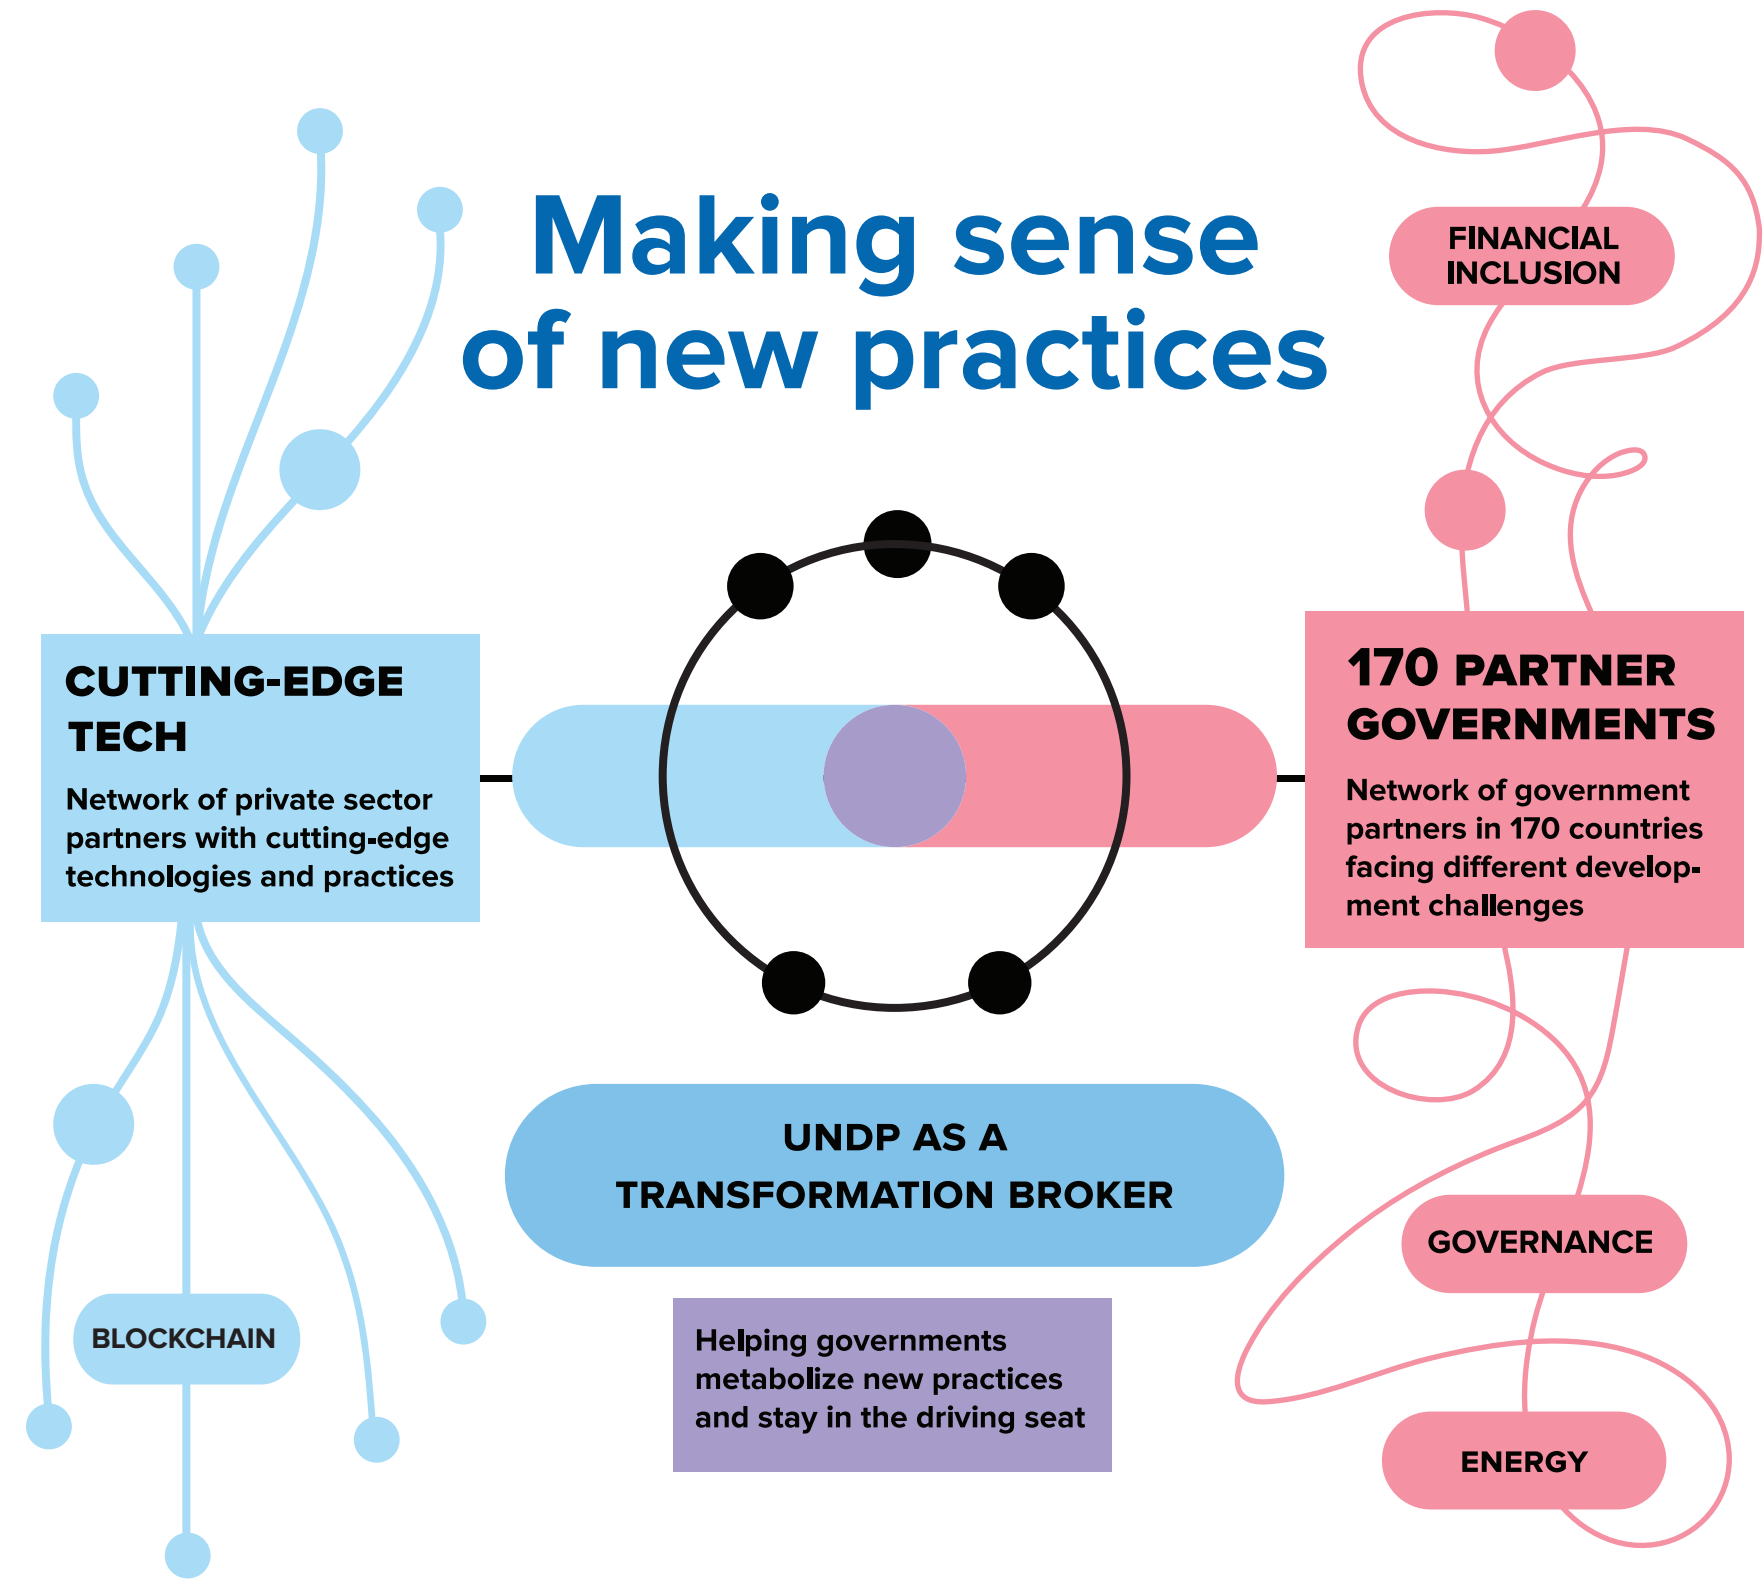 Making sense
of new practices
CUTTING-EDGE
TECH
Network of private sector
partners with cutting-edge
technologies and practices
BLOCKCHAIN
UNDP AS A
TRANSFORMATION BROKER
Helping governments
metabolize new practices
and stay in the driving seat
FINANCIAL
INCLUSION
170 PARTNER
GOVERNMENTS
Network of government
partners in 170 countries
facing different develop-
ment challenges
GOVERNANCE
ENERGY